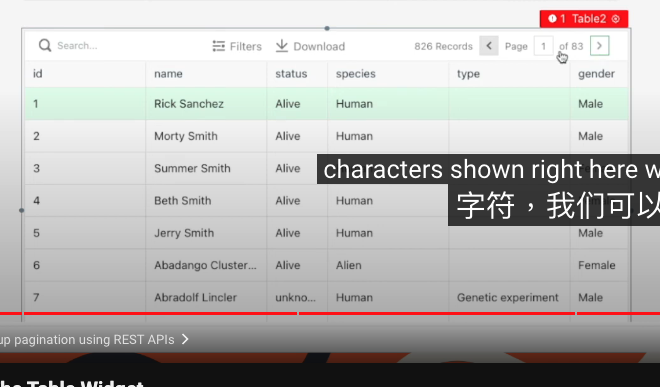 1 Table2
Search...
Filters
Download
826 Records
Page
1
of 83
id name status species type gender
1 Rick Sanchez Alive Human Male
2 Morty Smith Alive Human Male
3 Summer Smith Alive
characters shown right here
字符，我们可以
4 Beth Smith Alive Human
5 Jerry Smith Alive Human Male
6 Abadango Cluster... Alive Alien Female
7 Abradolf Lincler unkno... Human Genetic experiment Male
up pagination using REST APIs
Table Widget